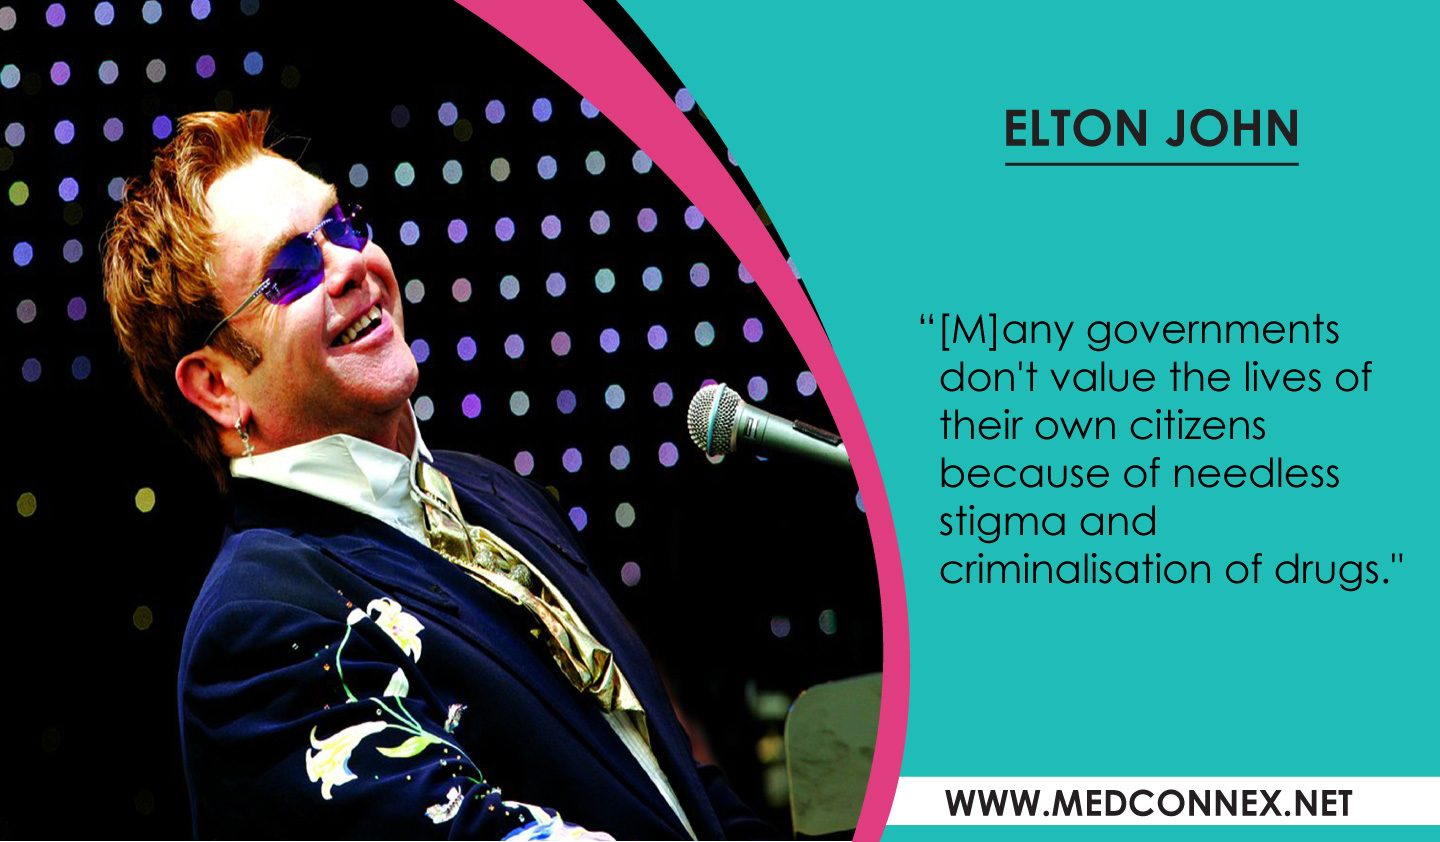 ELTON JOHN
“[M]any governments
don't value the lives of
their own citizens
because of needless
stigma and
criminalisation of drugs."
WWW.MEDCONNEX.NET